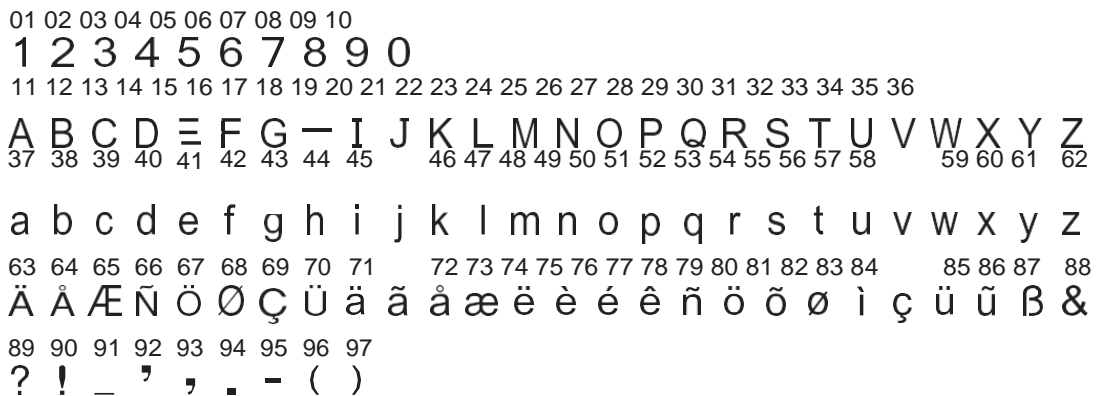 01 02 03 04 05 06 07 08 09 10
1 2 3 4 5 6 7 8 9 0
11 12 13 14 15 16 17 18 19 20 21 22 23 24 25 26 27 28 29 30 31 32 33 34 35 36
A B C D Ξ F G — I J K L M N O P Q R S T U V W X Y Z
37 38 39 40 41 42 43 44 45 46 47 48 49 50 51 52 53 54 55 56 57 58 59 60 61 62
a b c d e f g h i j k l m n o p q r s t u v w x y z
63 64 65 66 67 68 69 70 71 72 73 74 75 76 77 78 79 80 81 82 83 84 85 86 87 88
Ä Å Æ Ñ Ö Ø Ç Ü ä ã å æ ë è é ê ñ ö õ ø ì ç ü ũ ß &
89 90 91 92 93 94 95 96 97
? ! _ ’ , . - ( )